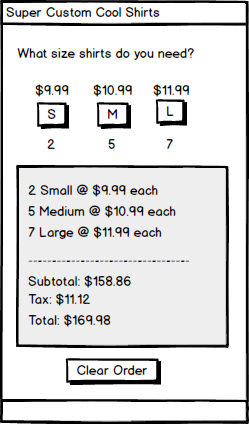 Super Custom Cool Shirts
What size shirts do you need?
$9.99 $10.99 $11.99
S M L
2 5 7
2 Small @ $9.99 each
5 Medium @ $10.99 each
7 Large @ $11.99 each
--------------------------------
Subtotal: $158.86
Tax: $11.12
Total: $169.98
Clear Order